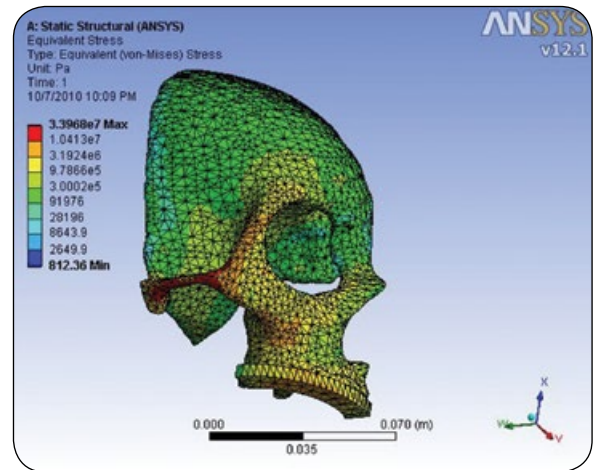 A: Static Structural (ANSYS)
Equivalent Stress
Type: Equivalent (von-Mises) Stress
Unit: Pa
Time: 1
10/7/2010 10:09 PM
ANSYS
v12.1
3.3968e7 Max
1.0413e7
3.1924e6
9.7866e5
3.0002e5
91976
28196
8643.9
2649.9
812.36 Min
0.000
0.070 (m)
0.035
X
Y